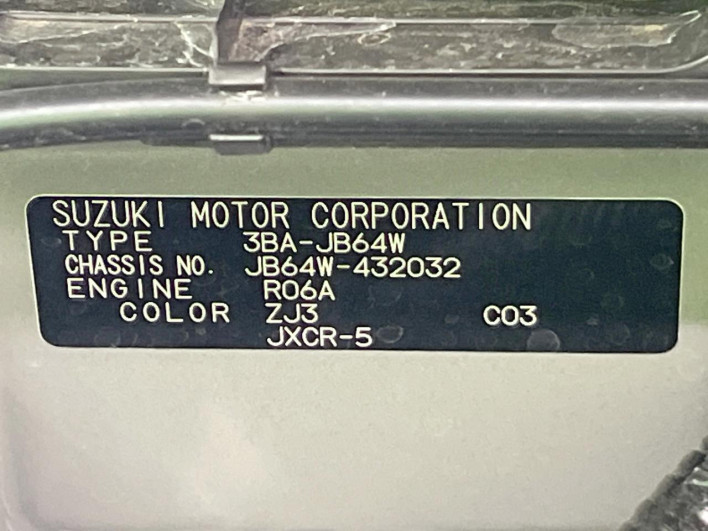 SUZUKI MOTOR CORPORATION
TYPE 3BA-JB64W
CHASSIS NO. JB64W-432032
ENGINE R06A
COLOR ZJ3 C03
JXCR-5